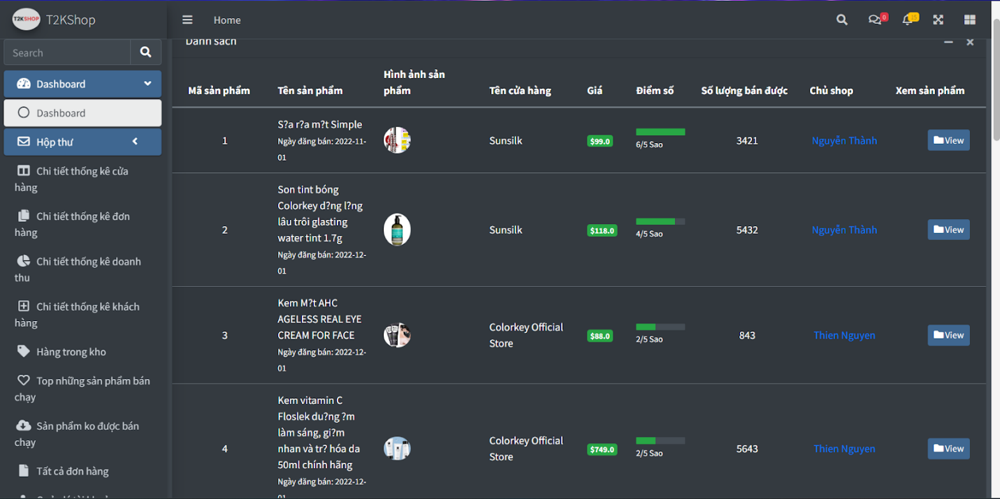 T2KSHOP
T2KShop
Home
0
15
Search
Dashboard
Dashboard
Hộp thư
Chi tiết thống kê cửa
hàng
Chi tiết thống kê đơn
hàng
Chi tiết thống kê doanh
thu
Chi tiết thống kê khách
hàng
Hàng trong kho
Top những sản phẩm bán
chạy
Sản phẩm ko được bán
chạy
Tất cả đơn hàng
Danh sách
Mã sản phẩm
Tên sản phẩm
Hình ảnh sản
phẩm
Tên cửa hàng
Giá
Điểm số
Số lượng bán được
Chủ shop
Xem sản phẩm
1
S?a r?a m?t Simple
Ngày đăng bán: 2022-11-
01
Sunsilk
$99.0
6/5 Sao
3421
Nguyễn Thành
View
2
Son tint bóng
Colorkey d?ng l?ng
lâu trôi glasting
water tint 1.7g
Ngày đăng bán: 2022-12-
01
Sunsilk
$118.0
4/5 Sao
5432
Nguyễn Thành
View
3
Kem M?t AHC
AGELESS REAL EYE
CREAM FOR FACE
Ngày đăng bán: 2022-12-
01
Colorkey Official
Store
$88.0
2/5 Sao
843
Thien Nguyen
View
4
Kem vitamin C
Floslek du?ng ?m
làm sáng, gi?m
nhan và tr? hóa da
50ml chính hãng
Ngày đăng bán: 2022-12-
01
Colorkey Official
Store
$749.0
2/5 Sao
5643
Thien Nguyen
View